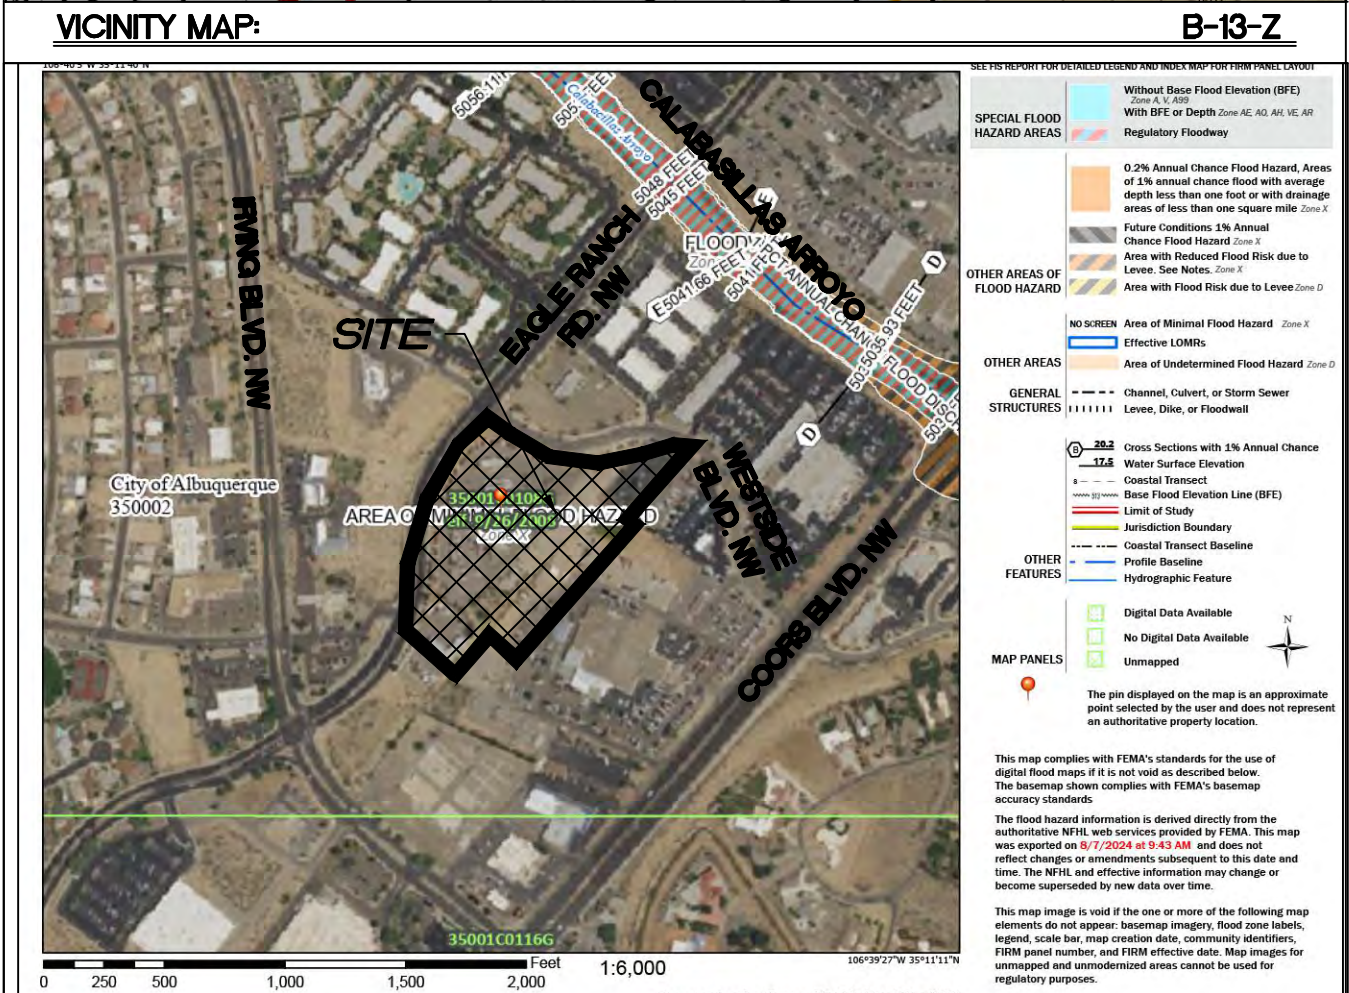 VICINITY MAP:
B-13-Z
SEE FIS REPORT FOR DETAILED LEGEND AND INDEX MAP FOR FIRM PANEL LAYOUT
CALABASILLAS ARROYO
Calabacillas Arroyo
5048 FEET
5045 FEET
E 5041.66 FEET
E
D
D
IRVING BLVD. NW
EAGLE RANCH
RD. NW
SITE
WESTSIDE
BLVD. NW
COORS BLVD. NW
City of Albuquerque
350002
Zone X
35001C0116G
Feet
1:6,000
106°39'27"W 35°11'11"N
0 250 500 1,000 1,500 2,000
SPECIAL FLOOD
HAZARD AREAS
Without Base Flood Elevation (BFE)
Zone A, V, A99
With BFE or Depth Zone AE, AO, AH, VE, AR
Regulatory Floodway
OTHER AREAS OF
FLOOD HAZARD
0.2% Annual Chance Flood Hazard, Areas
of 1% annual chance flood with average
depth less than one foot or with drainage
areas of less than one square mile Zone X
Future Conditions 1% Annual
Chance Flood Hazard Zone X
Area with Reduced Flood Risk due to
Levee. See Notes. Zone X
Area with Flood Risk due to Levee Zone D
OTHER AREAS
NO SCREEN Area of Minimal Flood Hazard Zone X
Effective LOMRs
Area of Undetermined Flood Hazard Zone D
GENERAL
STRUCTURES
Channel, Culvert, or Storm Sewer
Levee, Dike, or Floodwall
OTHER
FEATURES
B 20.2 Cross Sections with 1% Annual Chance
17.5 Water Surface Elevation
8 Coastal Transect
513 Base Flood Elevation Line (BFE)
Limit of Study
Jurisdiction Boundary
Coastal Transect Baseline
Profile Baseline
Hydrographic Feature
MAP PANELS
Digital Data Available
No Digital Data Available
Unmapped
N
The pin displayed on the map is an approximate
point selected by the user and does not represent
an authoritative property location.
This map complies with FEMA's standards for the use of
digital flood maps if it is not void as described below.
The basemap shown complies with FEMA's basemap
accuracy standards
The flood hazard information is derived directly from the
authoritative NFHL web services provided by FEMA. This map
was exported on 8/7/2024 at 9:43 AM and does not
reflect changes or amendments subsequent to this date and
time. The NFHL and effective information may change or
become superseded by new data over time.
This map image is void if the one or more of the following map
elements do not appear: basemap imagery, flood zone labels,
legend, scale bar, map creation date, community identifiers,
FIRM panel number, and FIRM effective date. Map images for
unmapped and unmodernized areas cannot be used for
regulatory purposes.